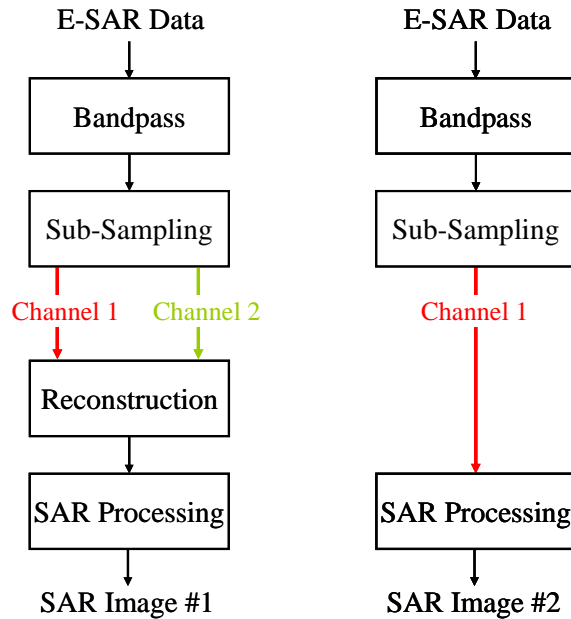 E-SAR Data
Bandpass
Sub-Sampling
Channel 1
Channel 2
Reconstruction
SAR Processing
SAR Image #1
E-SAR Data
Bandpass
Sub-Sampling
Channel 1
SAR Processing
SAR Image #2